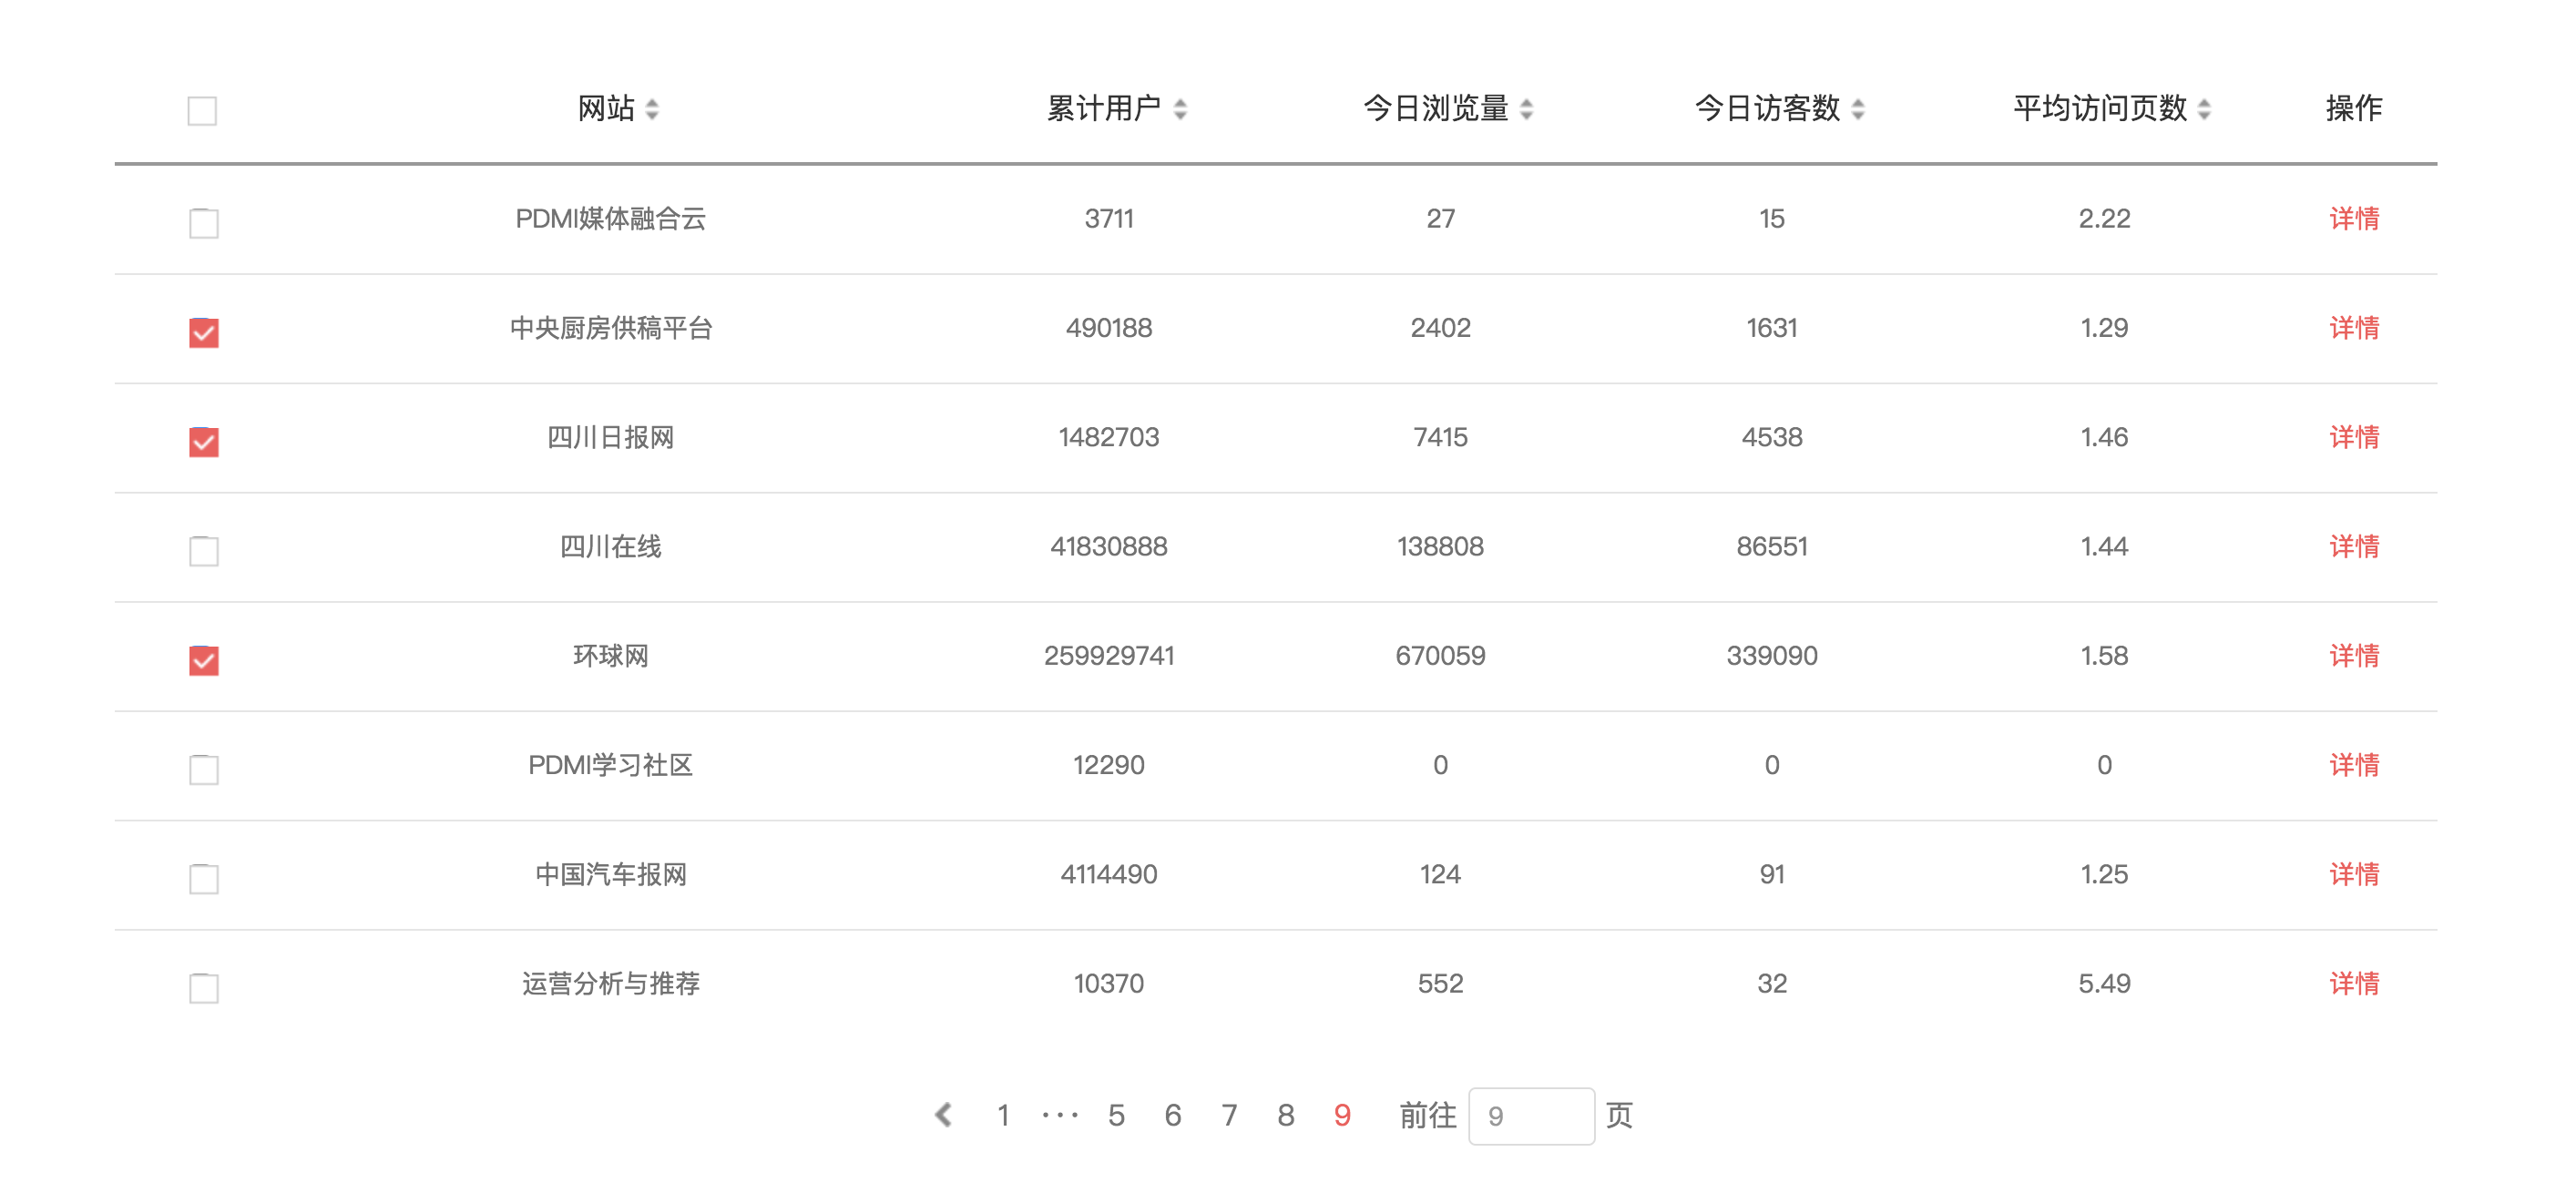 网站 累计用户 今日浏览量 今日访客数 平均访问页数 操作
PDMI媒体融合云 3711 27 15 2.22 详情
中央厨房供稿平台 490188 2402 1631 1.29 详情
四川日报网 1482703 7415 4538 1.46 详情
四川在线 41830888 138808 86551 1.44 详情
环球网 259929741 670059 339090 1.58 详情
PDMI学习社区 12290 0 0 0 详情
中国汽车报网 4114490 124 91 1.25 详情
运营分析与推荐 10370 552 32 5.49 详情
1 ··· 5 6 7 8 9 前往 9 页